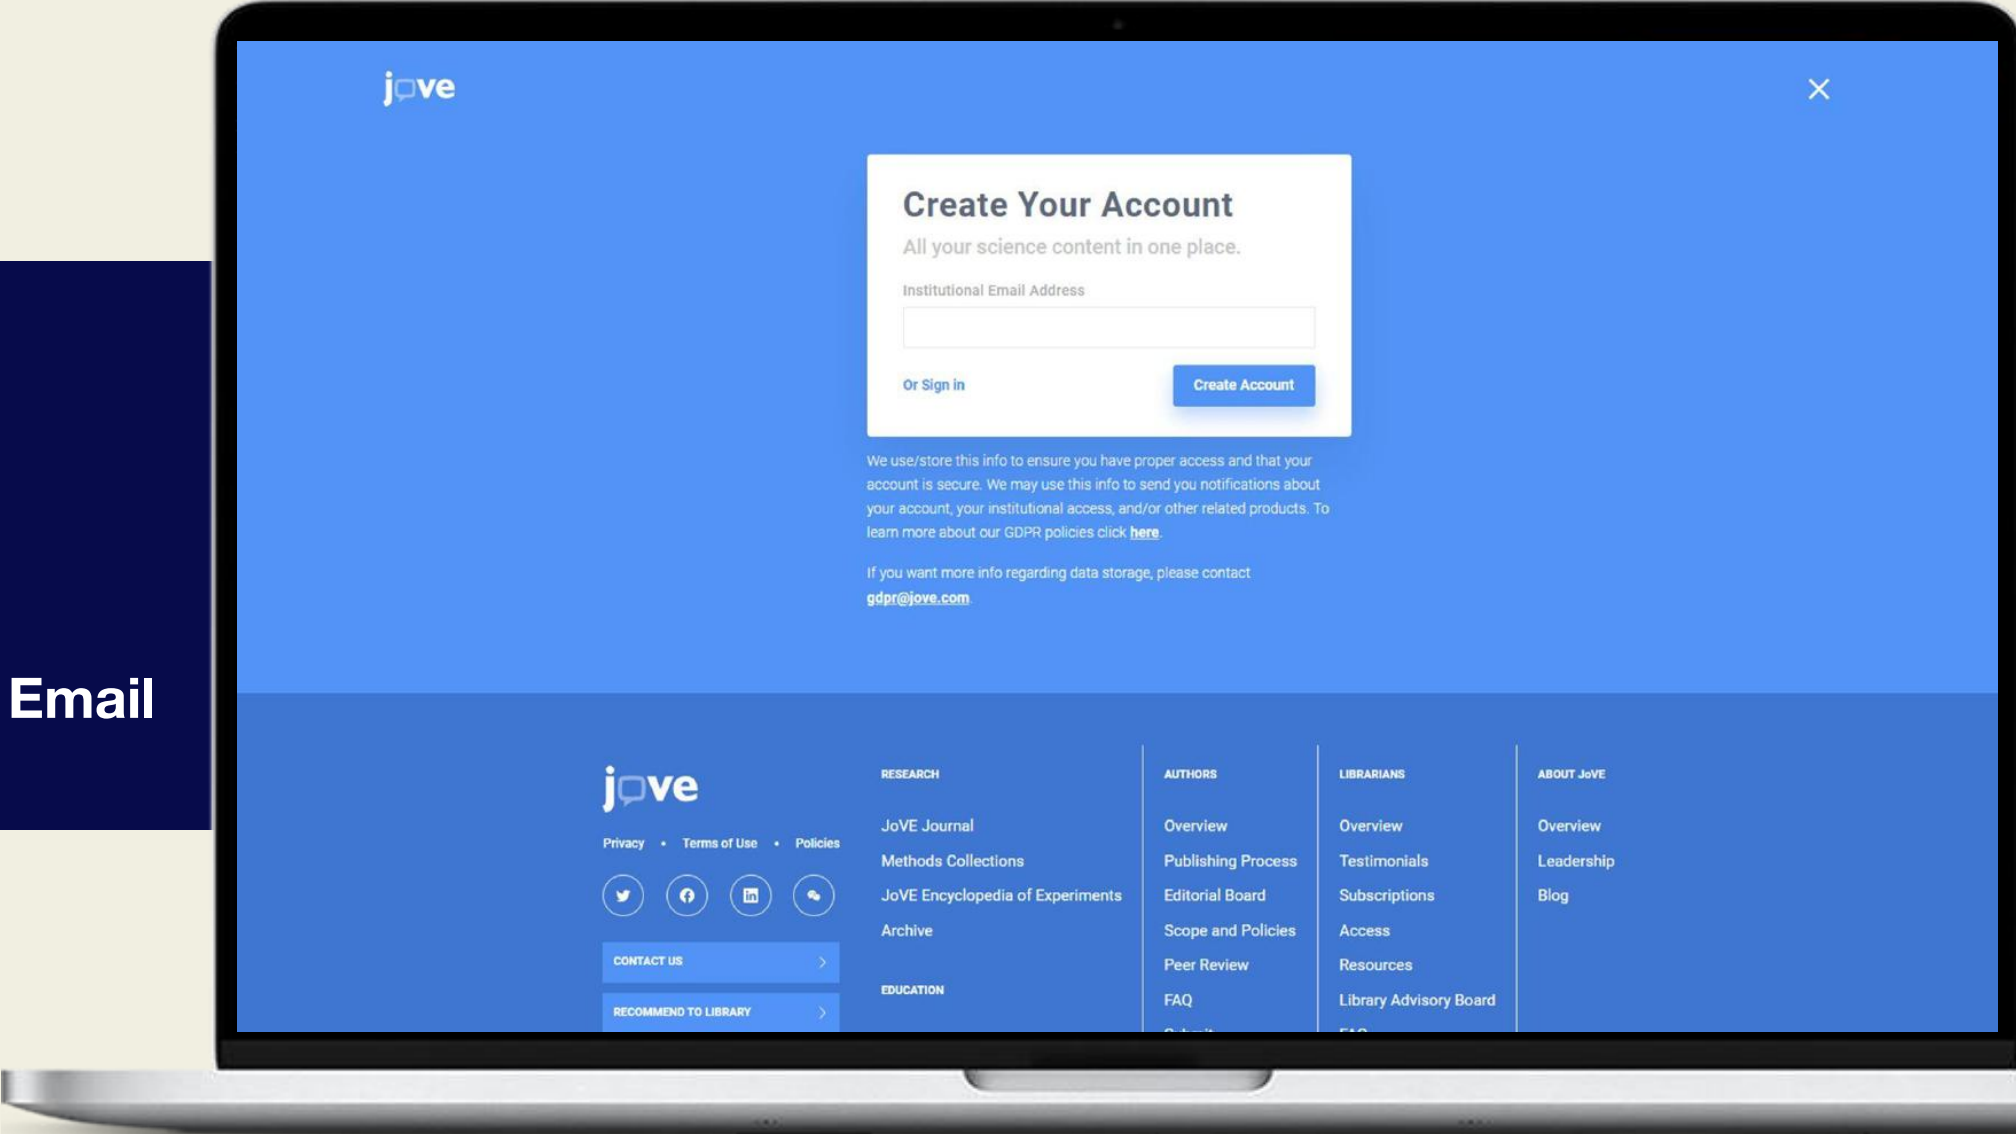 jove
Create Your Account
All your science content in one place.
Institutional Email Address
Or Sign in
Create Account
We use/store this info to ensure you have proper access and that your
account is secure. We may use this info to send you notifications about
your account, your institutional access, and/or other related products. To
learn more about our GDPR policies click here.
If you want more info regarding data storage, please contact
gdpr@jove.com.
Email
jove
Privacy • Terms of Use • Policies
CONTACT US
RECOMMEND TO LIBRARY
RESEARCH
JoVE Journal
Methods Collections
JoVE Encyclopedia of Experiments
Archive
EDUCATION
AUTHORS
Overview
Publishing Process
Editorial Board
Scope and Policies
Peer Review
FAQ
LIBRARIANS
Overview
Testimonials
Subscriptions
Access
Resources
Library Advisory Board
ABOUT JoVE
Overview
Leadership
Blog